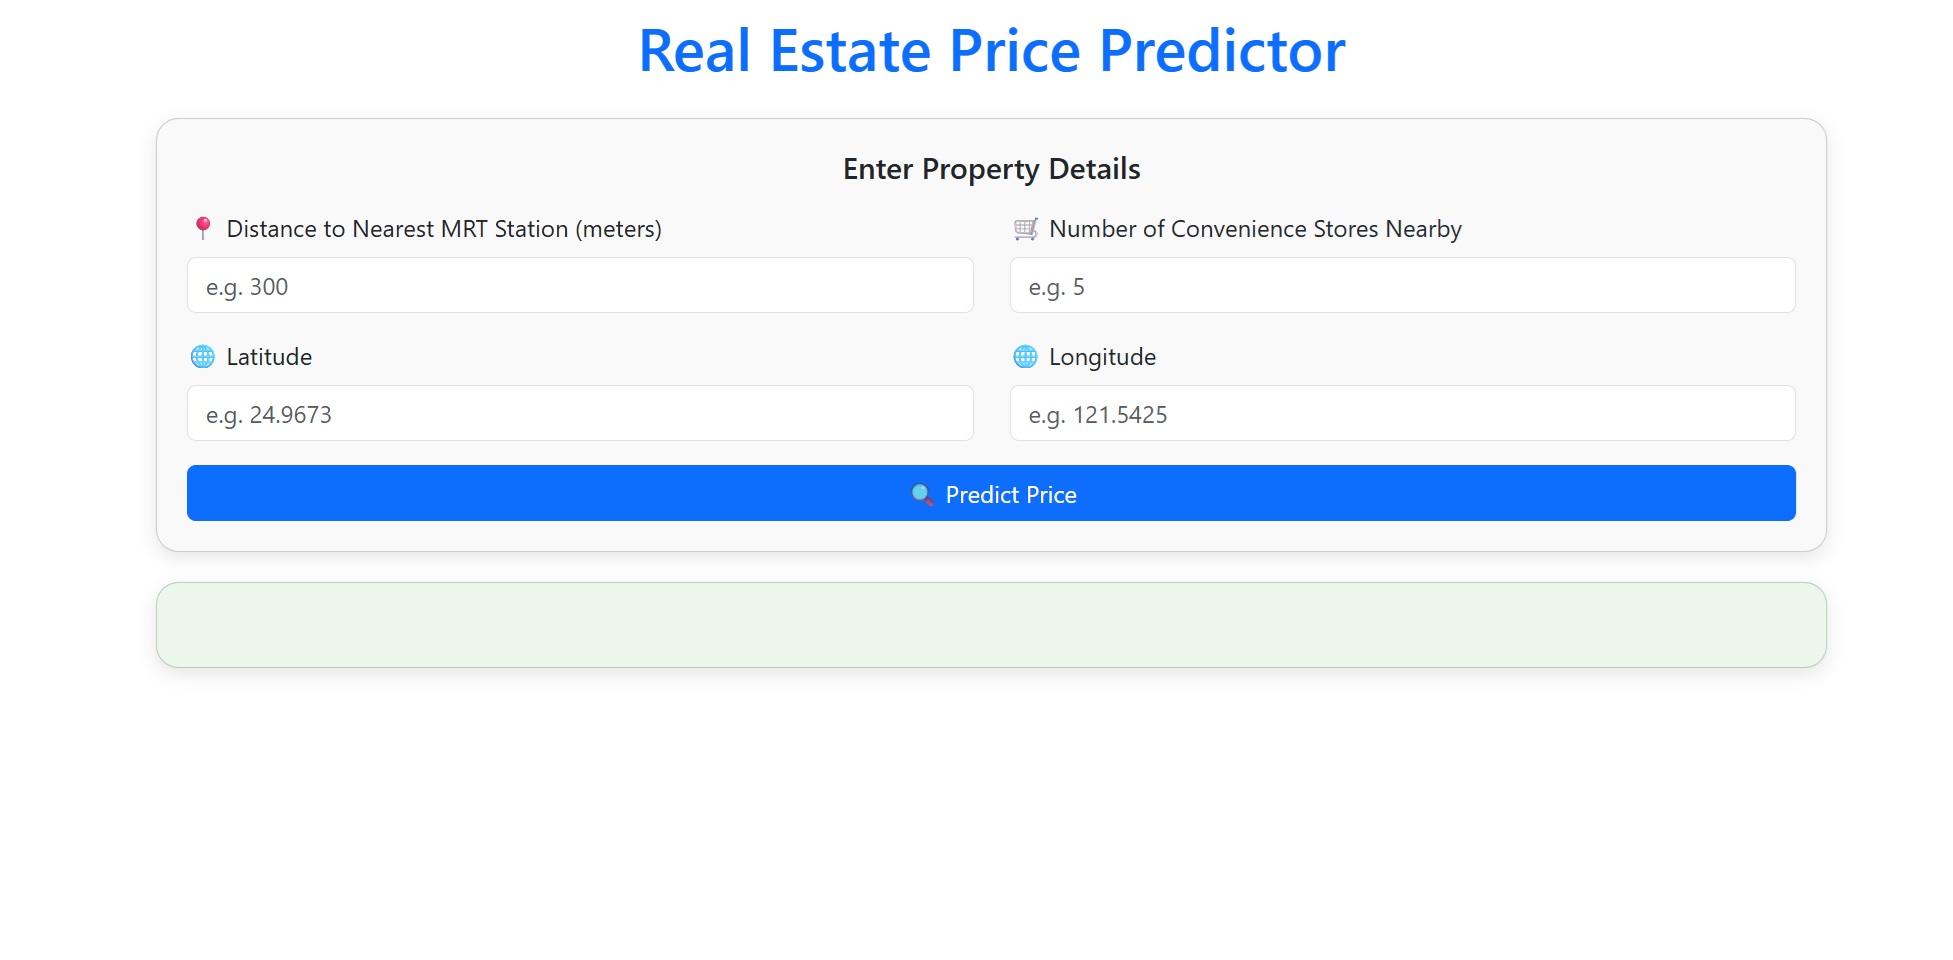 Real Estate Price Predictor
Enter Property Details
Distance to Nearest MRT Station (meters)
e.g. 300
Number of Convenience Stores Nearby
e.g. 5
Latitude
e.g. 24.9673
Longitude
e.g. 121.5425
Predict Price